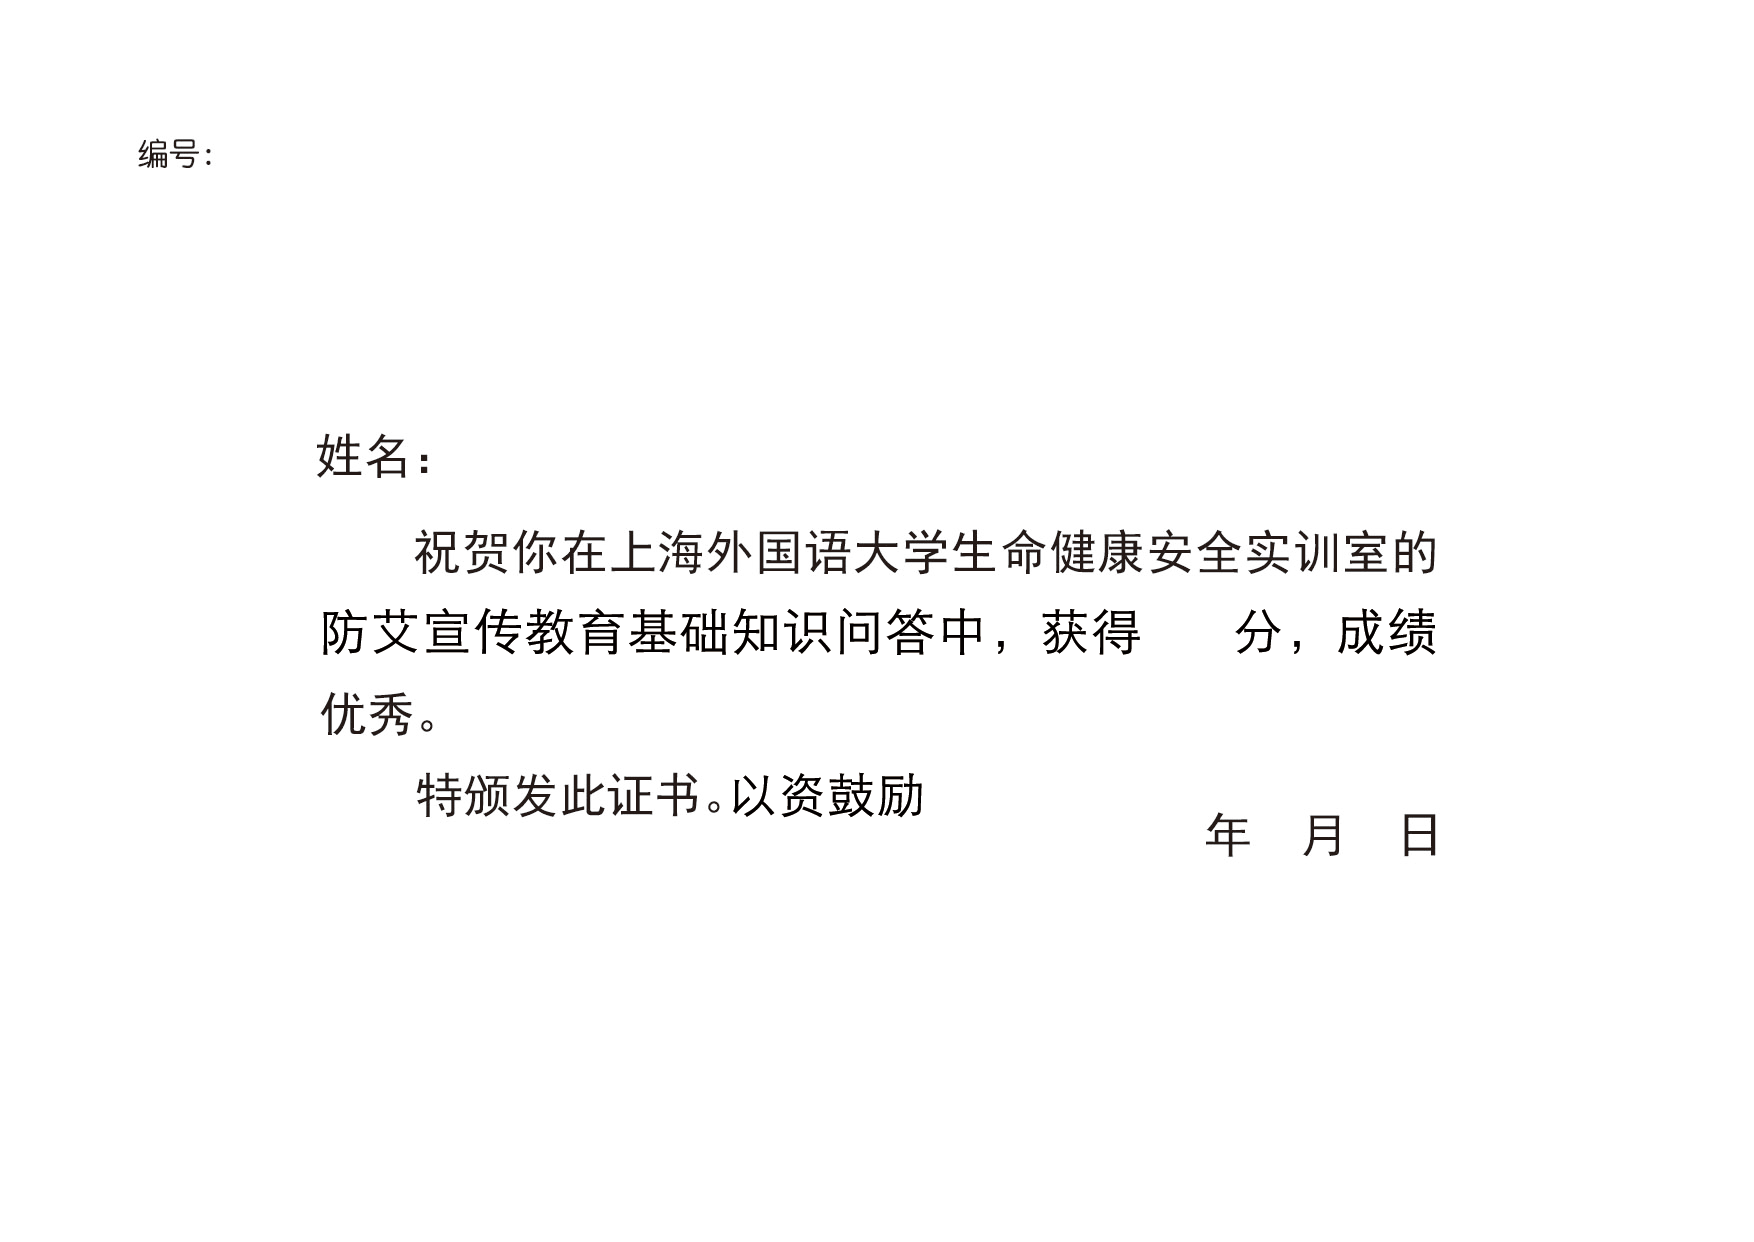 编号：
姓名：
祝贺你在上海外国语大学生命健康安全实训室的
防艾宣传教育基础知识问答中，获得　　分，成绩
优秀。
特颁发此证书。以资鼓励
年　月　日